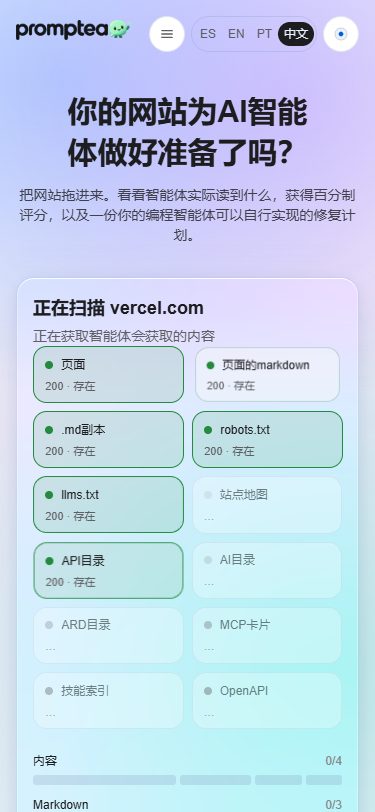 promptea
ES EN PT 中文
你的网站为AI智能
体做好准备了吗？
把网站拖进来。看看智能体实际读到什么，获得百分制
评分，以及一份你的编程智能体可以自行实现的修复计
划。
正在扫描 vercel.com
正在获取智能体会获取的内容
页面
200 · 存在
页面的markdown
200 · 存在
.md副本
200 · 存在
robots.txt
200 · 存在
llms.txt
200 · 存在
站点地图
...
API目录
200 · 存在
AI目录
...
ARD目录
...
MCP卡片
...
技能索引
...
OpenAPI
...
内容 0/4
Markdown 0/3